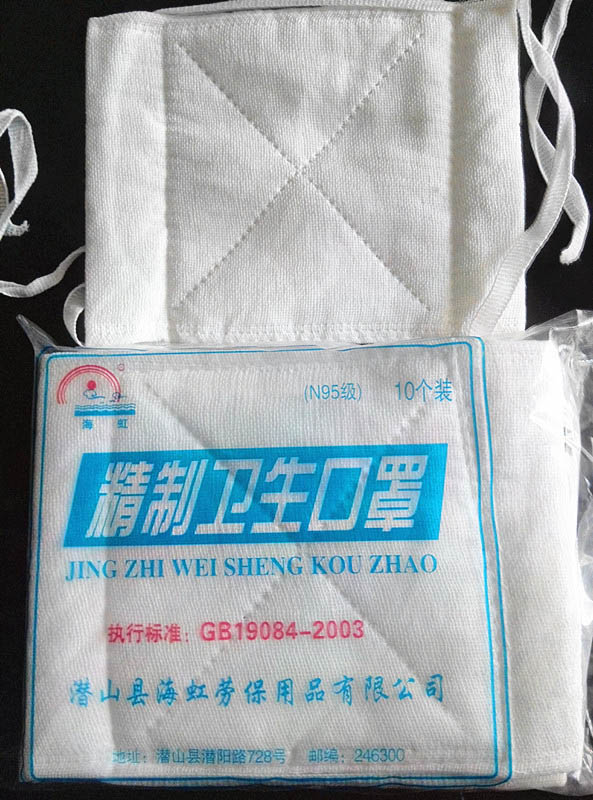 海虹
(N95级) 10个装
精制卫生口罩
JING ZHI WEI SHENG KOU ZHAO
执行标准：GB19084-2003
潜山县海虹劳保用品有限公司
地址：潜山县潜阳路728号 邮编：246300